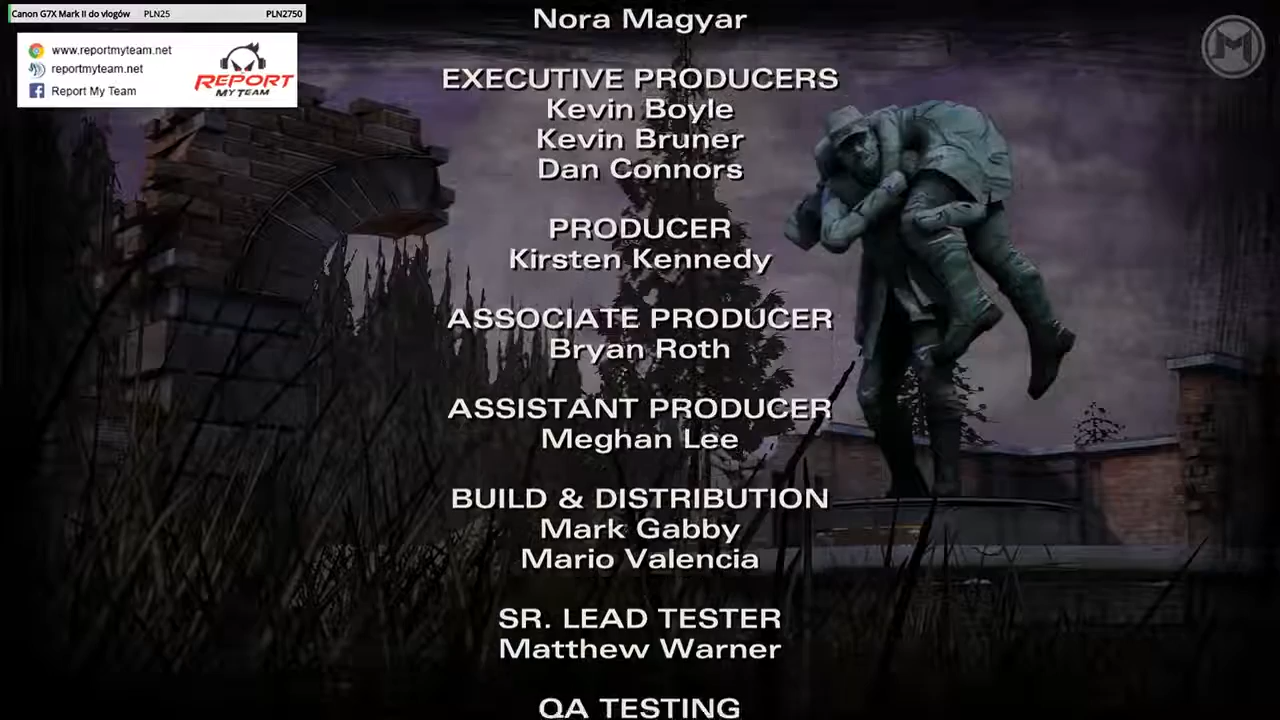 Canon G7X Mark II do vlogów PLN25 PLN2750
www.reportmyteam.net
reportmyteam.net
Report My Team
REPORT
MY TEAM
M
Nora Magyar
EXECUTIVE PRODUCERS
Kevin Boyle
Kevin Bruner
Dan Connors
PRODUCER
Kirsten Kennedy
ASSOCIATE PRODUCER
Bryan Roth
ASSISTANT PRODUCER
Meghan Lee
BUILD & DISTRIBUTION
Mark Gabby
Mario Valencia
SR. LEAD TESTER
Matthew Warner
QA TESTING